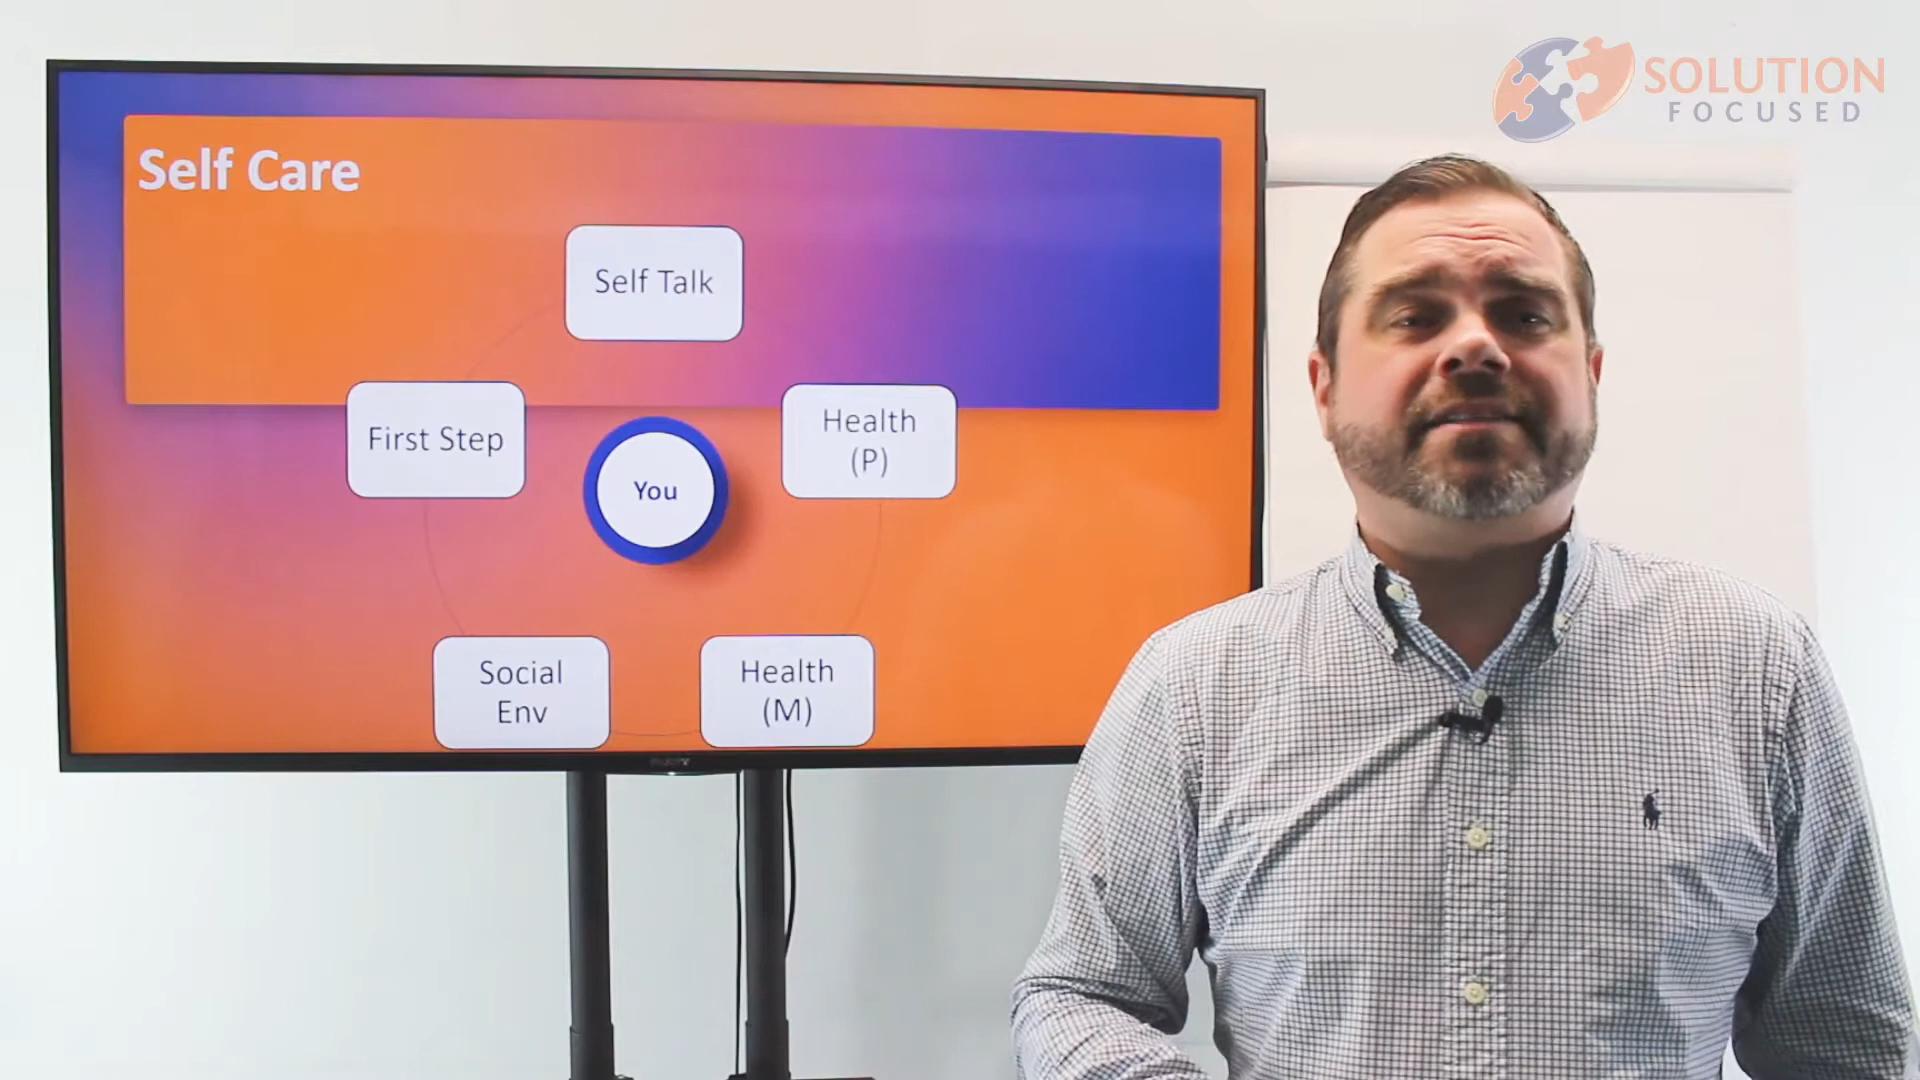 SOLUTION
FOCUSED
Self Care
Self Talk
First Step
Health
(P)
You
Social
Env
Health
(M)